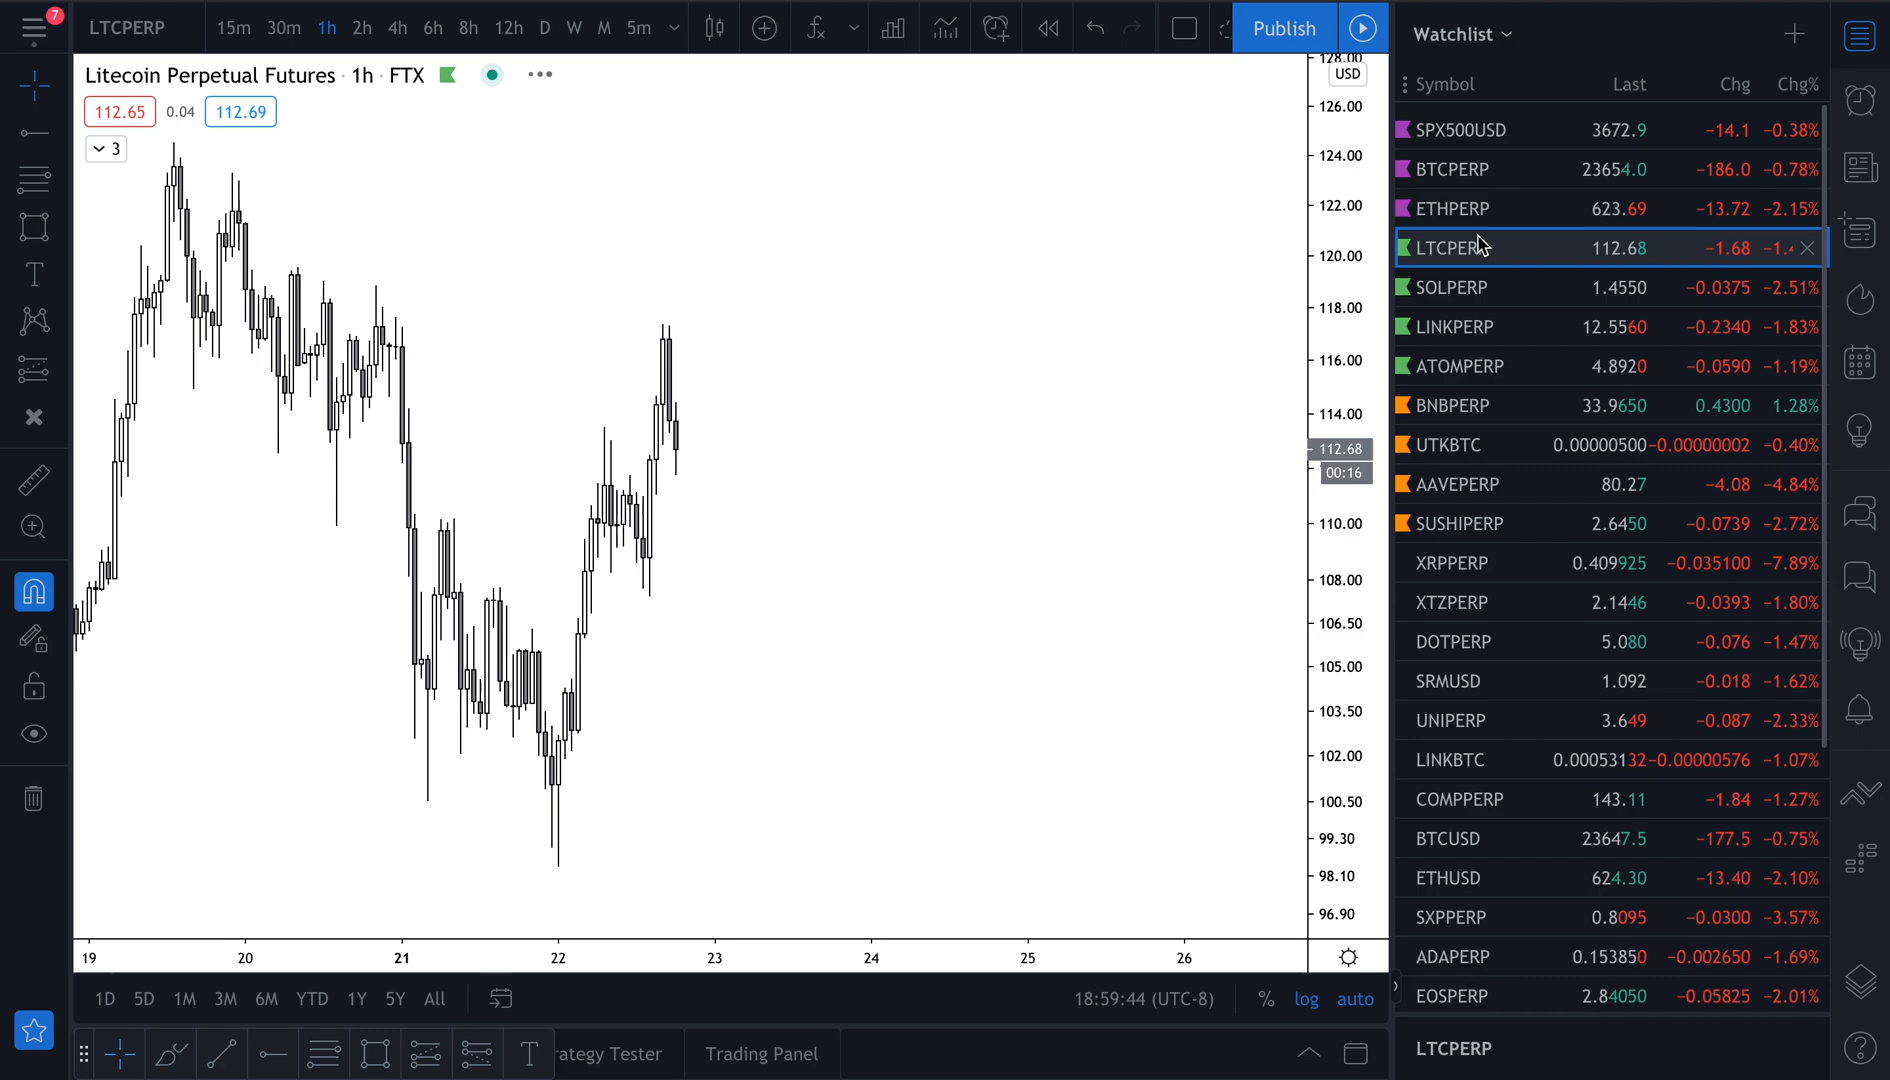 7
LTCPERP 15m 30m 1h 2h 4h 6h 8h 12h D W M 5m Publish
Litecoin Perpetual Futures · 1h · FTX
112.65 0.04 112.69
3
USD
128.00
126.00
124.00
122.00
120.00
118.00
116.00
114.00
112.68
00:16
110.00
108.00
106.50
105.00
103.50
102.00
100.50
99.30
98.10
96.90
19 20 21 22 23 24 25 26
1D 5D 1M 3M 6M YTD 1Y 5Y All 18:59:44 (UTC-8) % log auto
T rategy Tester Trading Panel
Watchlist
Symbol Last Chg Chg%
SPX500USD 3672.9 −14.1 −0.38%
BTCPERP 23654.0 −186.0 −0.78%
ETHPERP 623.69 −13.72 −2.15%
LTCPER 112.68 −1.68 −1.4
SOLPERP 1.4550 −0.0375 −2.51%
LINKPERP 12.5560 −0.2340 −1.83%
ATOMPERP 4.8920 −0.0590 −1.19%
BNBPERP 33.9650 0.4300 1.28%
UTKBTC 0.00000500 −0.00000002 −0.40%
AAVEPERP 80.27 −4.08 −4.84%
SUSHIPERP 2.6450 −0.0739 −2.72%
XRPPERP 0.409925 −0.035100 −7.89%
XTZPERP 2.1446 −0.0393 −1.80%
DOTPERP 5.080 −0.076 −1.47%
SRMUSD 1.092 −0.018 −1.62%
UNIPERP 3.649 −0.087 −2.33%
LINKBTC 0.00053132 −0.00000576 −1.07%
COMPPERP 143.11 −1.84 −1.27%
BTCUSD 23647.5 −177.5 −0.75%
ETHUSD 624.30 −13.40 −2.10%
SXPPERP 0.8095 −0.0300 −3.57%
ADAPERP 0.153850 −0.002650 −1.69%
EOSPERP 2.84050 −0.05825 −2.01%
LTCPERP